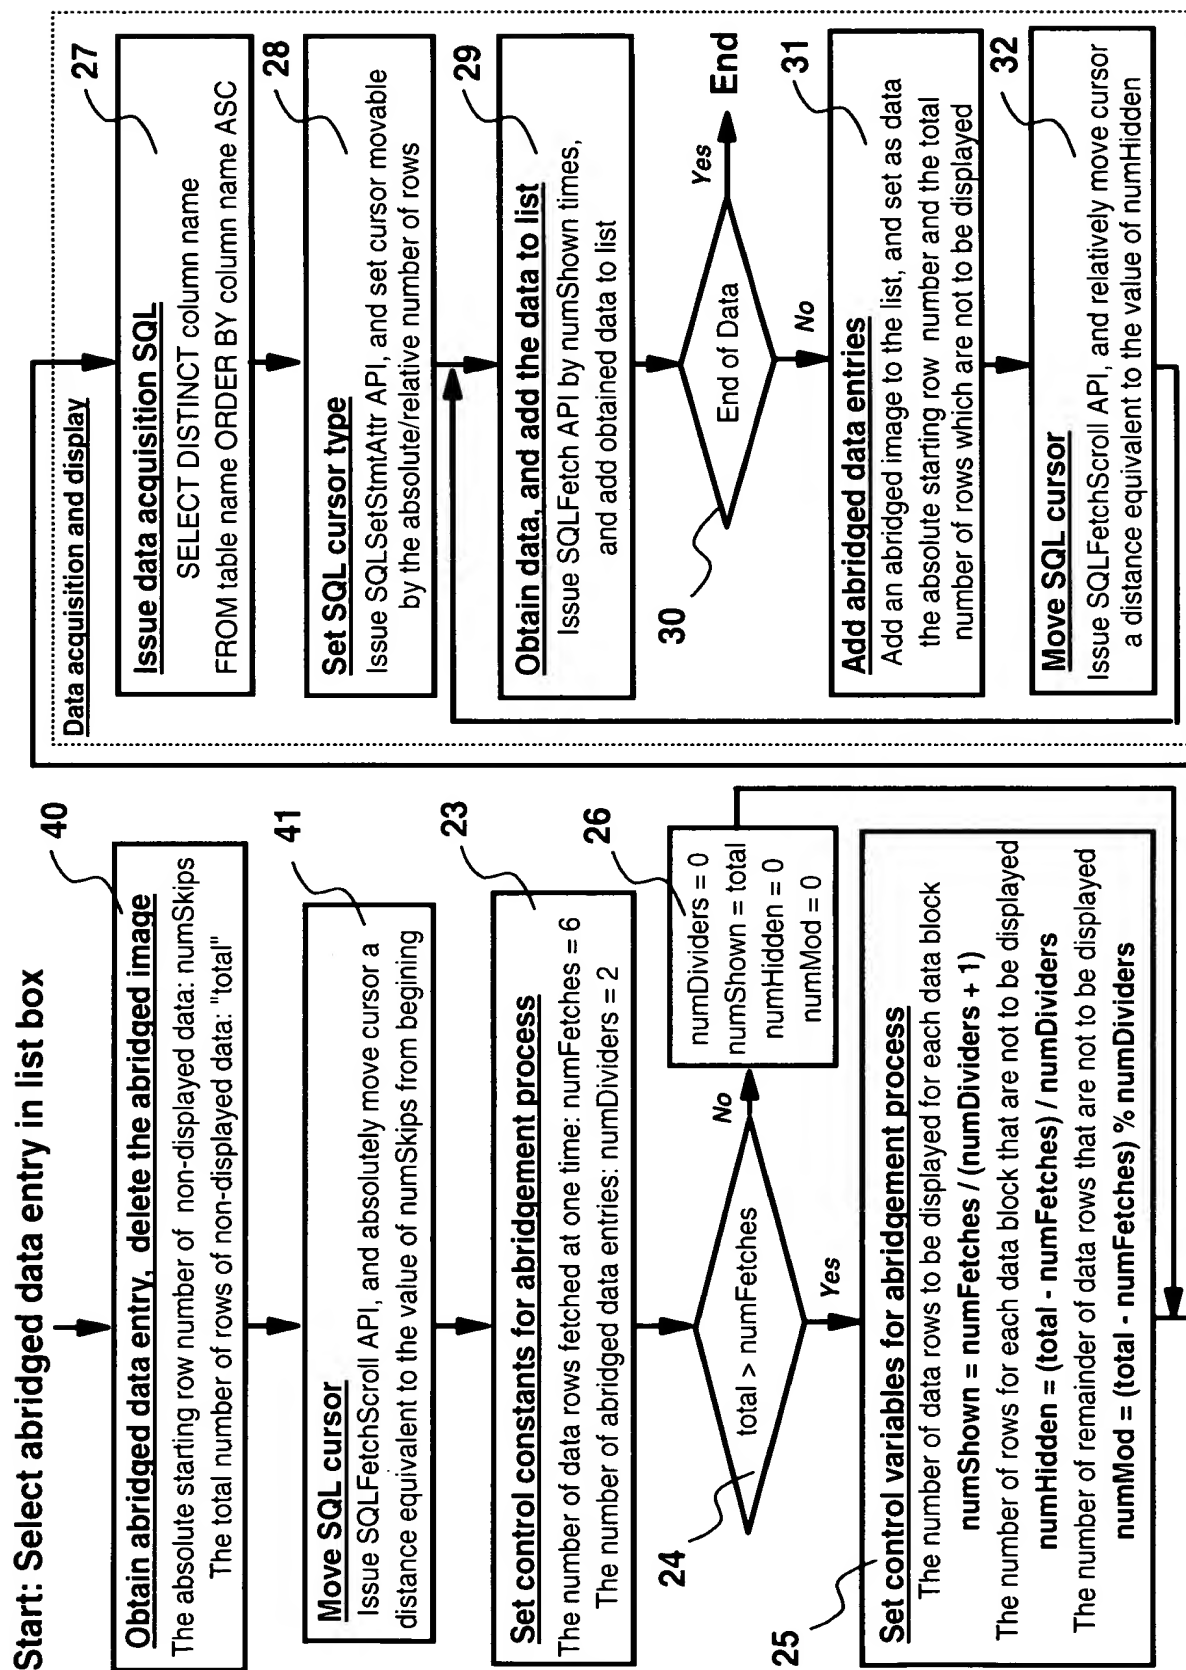 Start: Select abridged data entry in list box
40
Obtain abridged data entry, delete the abridged image
The absolute starting row number of non-displayed data: numSkips
The total number of rows of non-displayed data: "total"
41
Move SQL cursor
Issue SQLFetchScroll API, and absolutely move cursor a
distance equivalent to the value of numSkips from begining
23
Set control constants for abridgement process
The number of data rows fetched at one time: numFetches = 6
The number of abridged data entries: numDividers = 2
24
total > numFetches
No
Yes
26
numDividers = 0
numShown = total
numHidden = 0
numMod = 0
25
Set control variables for abridgement process
The number of data rows to be displayed for each data block
numShown = numFetches / (numDividers + 1)
The number of rows for each data block that are not to be displayed
numHidden = (total - numFetches) / numDividers
The number of remainder of data rows that are not to be displayed
numMod = (total - numFetches) % numDividers
Data acquisition and display
27
Issue data acquisition SQL
SELECT DISTINCT column name
FROM table name ORDER BY column name ASC
28
Set SQL cursor type
Issue SQLSetStmtAttr API, and set cursor movable
by the absolute/relative number of rows
29
Obtain data, and add the data to list
Issue SQLFetch API by numShown times,
and add obtained data to list
30
End of Data
Yes
End
No
31
Add abridged data entries
Add an abridged image to the list, and set as data
the absolute starting row number and the total
number of rows which are not to be displayed
32
Move SQL cursor
Issue SQLFetchScroll API, and relatively move cursor
a distance equivalent to the value of numHidden